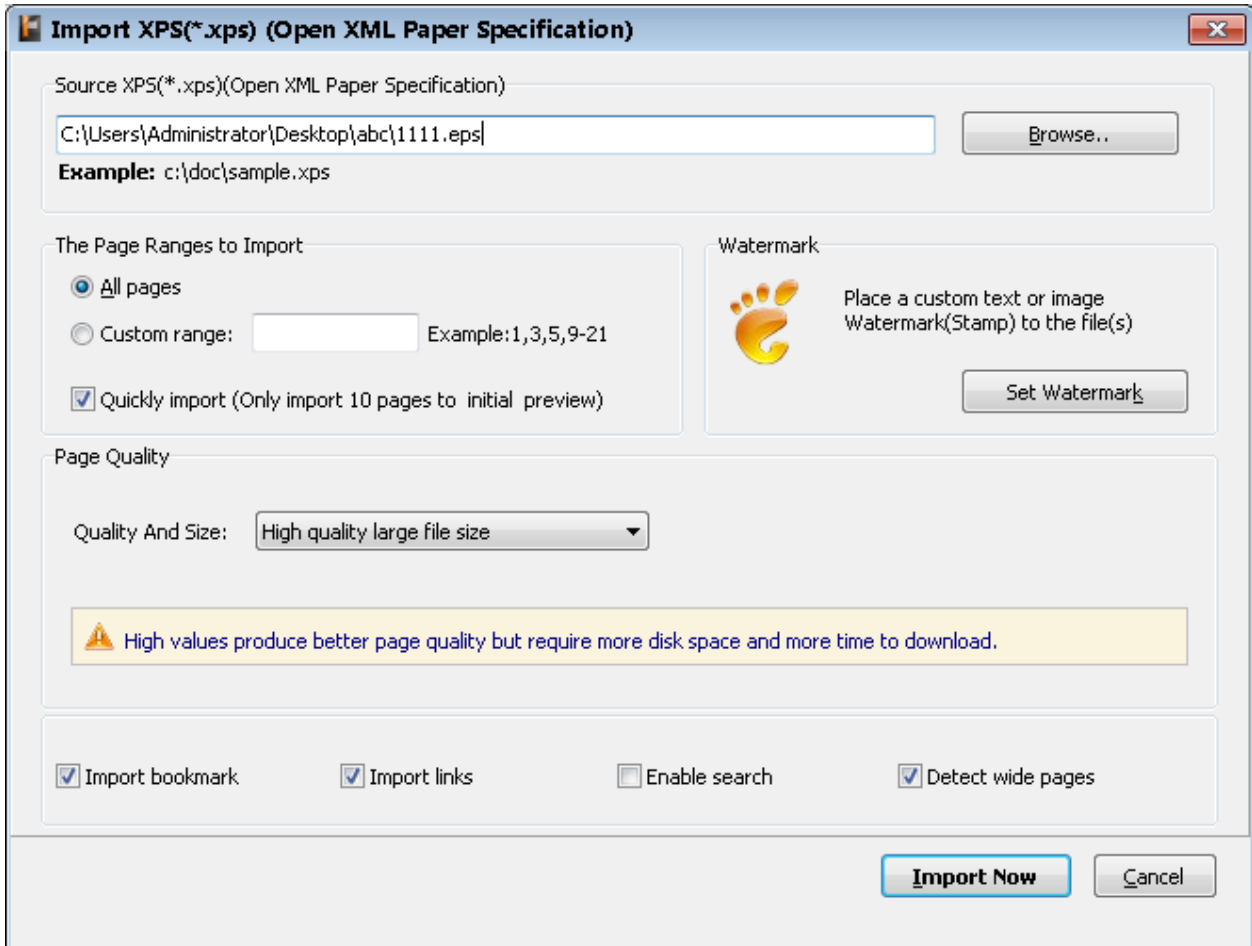 Import XPS(*.xps) (Open XML Paper Specification)
Source XPS(*.xps)(Open XML Paper Specification)
C:\Users\Administrator\Desktop\abc\1111.eps
Browse..
Example: c:\doc\sample.xps
The Page Ranges to Import
All pages
Custom range:
Example:1,3,5,9-21
Quickly import (Only import 10 pages to  initial  preview)
Watermark
Place a custom text or image
Watermark(Stamp) to the file(s)
Set Watermark
Page Quality
Quality And Size:
High quality large file size
High values produce better page quality but require more disk space and more time to download.
Import bookmark
Import links
Enable search
Detect wide pages
Import Now
Cancel